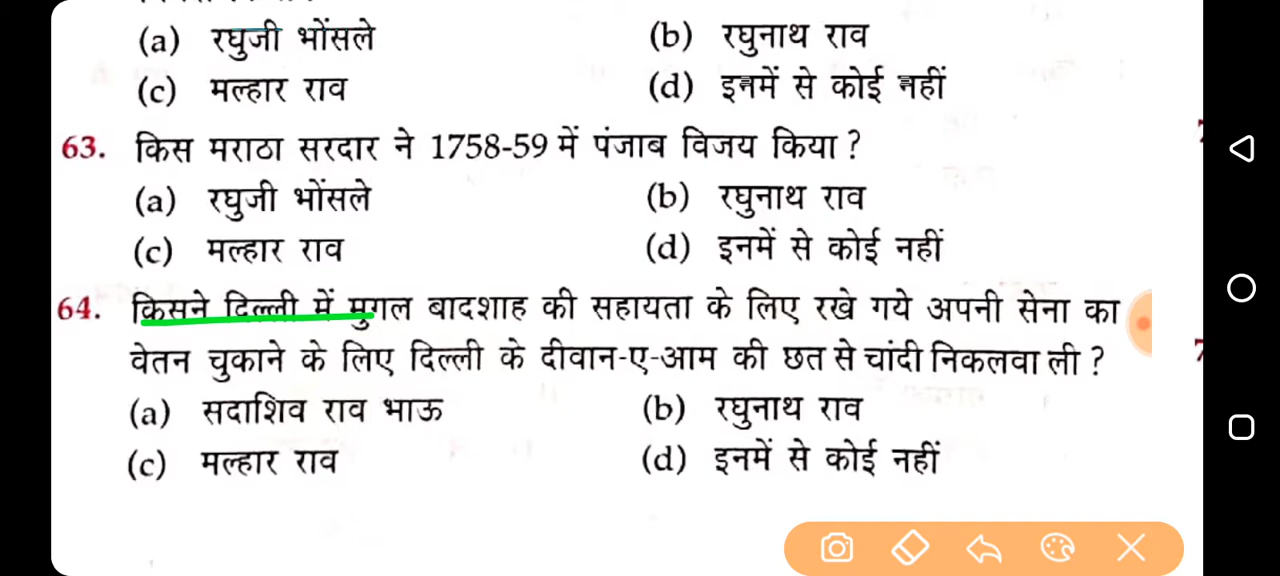 (a) रघुजी भोंसले (b) रघुनाथ राव
(c) मल्हार राव (d) इनमें से कोई नहीं
63. किस मराठा सरदार ने 1758-59 में पंजाब विजय किया ?
(a) रघुजी भोंसले (b) रघुनाथ राव
(c) मल्हार राव (d) इनमें से कोई नहीं
64. किसने दिल्ली में मुगल बादशाह की सहायता के लिए रखे गये अपनी सेना का
वेतन चुकाने के लिए दिल्ली के दीवान-ए-आम की छत से चांदी निकलवा ली ?
(a) सदाशिव राव भाऊ (b) रघुनाथ राव
(c) मल्हार राव (d) इनमें से कोई नहीं